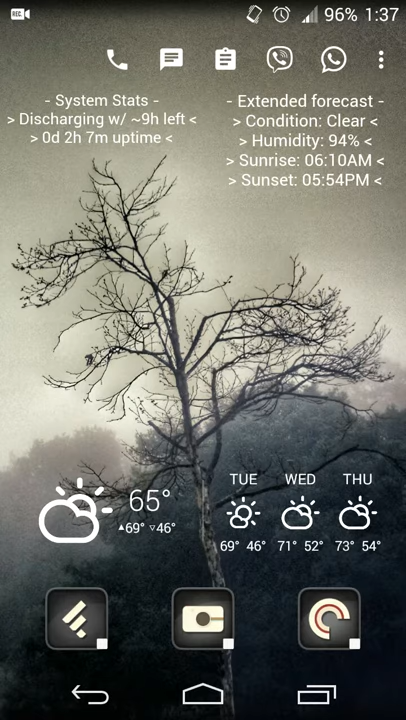 REC.
96% 1:37
- System Stats -
> Discharging w/ ~9h left <
> 0d 2h 7m uptime <
- Extended forecast -
> Condition: Clear <
> Humidity: 94% <
> Sunrise: 06:10AM <
> Sunset: 05:54PM <
65°
▲69° ▿46°
TUE WED THU
69° 46° 71° 52° 73° 54°